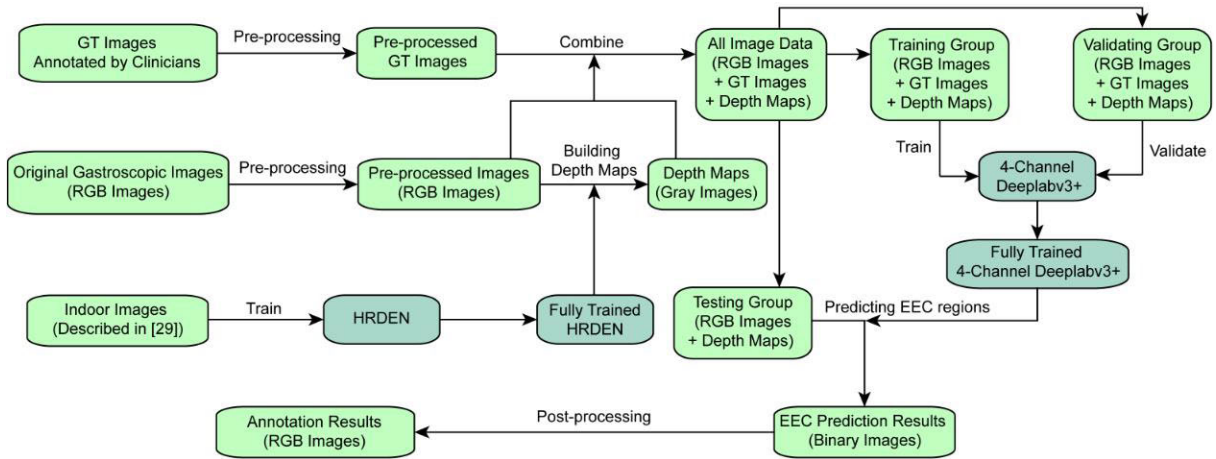 GT Images
Annotated by Clinicians
Pre-processing
Pre-processed
GT Images
Combine
All Image Data
(RGB Images
+ GT Images
+ Depth Maps)
Training Group
(RGB Images
+ GT Images
+ Depth Maps)
Validating Group
(RGB Images
+ GT Images
+ Depth Maps)
Original Gastroscopic Images
(RGB Images)
Pre-processing
Pre-processed Images
(RGB Images)
Building
Depth Maps
Depth Maps
(Gray Images)
Train
Validate
4-Channel
Deeplabv3+
Fully Trained
4-Channel Deeplabv3+
Indoor Images
(Described in [29])
Train
HRDEN
Fully Trained
HRDEN
Testing Group
(RGB Images
+ Depth Maps)
Predicting EEC regions
Annotation Results
(RGB Images)
Post-processing
EEC Prediction Results
(Binary Images)